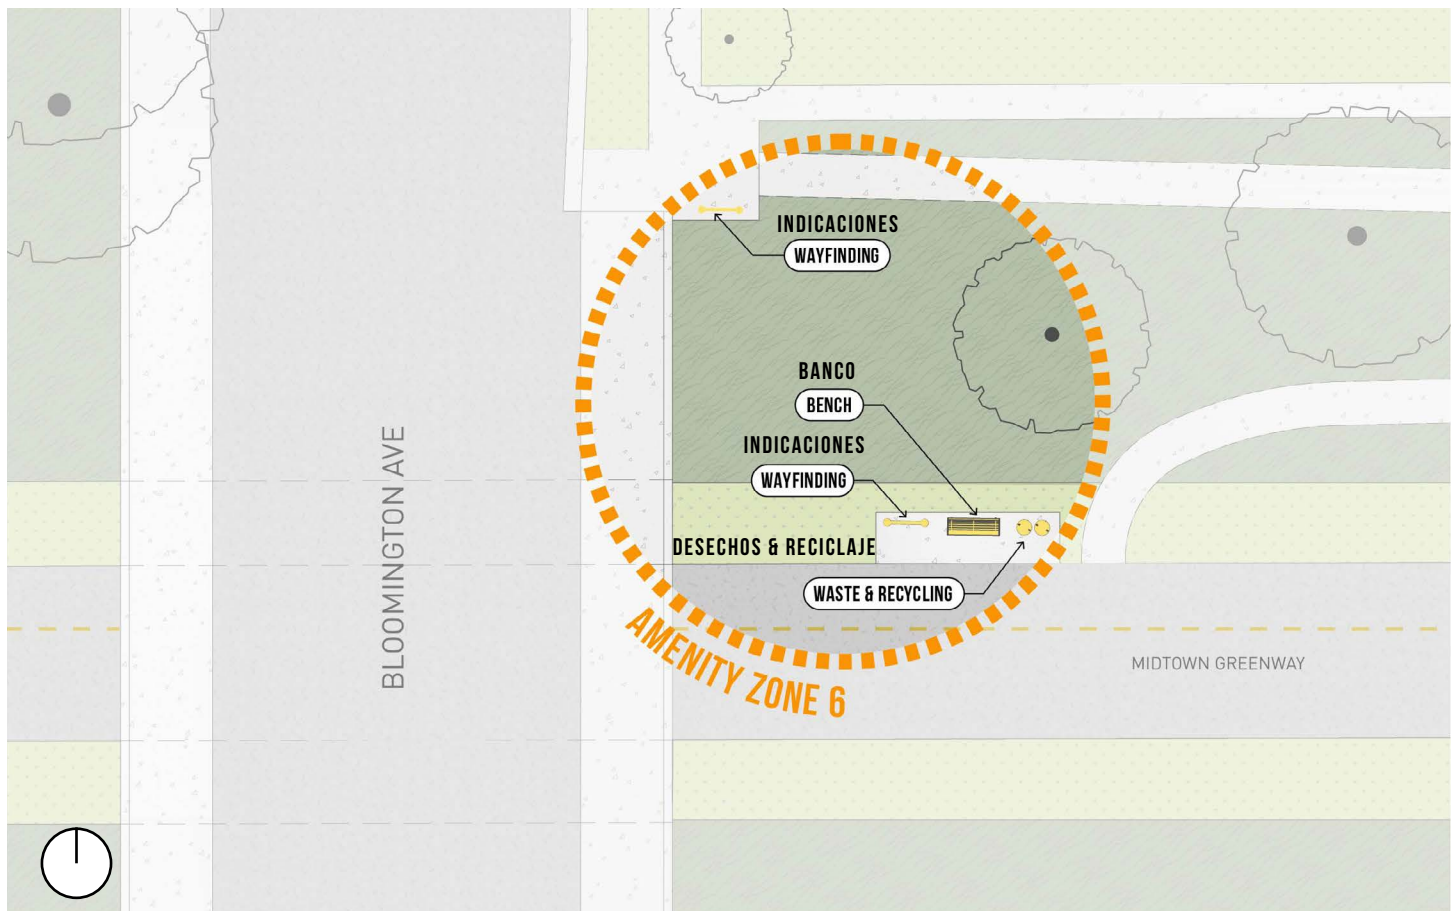 INDICACIONES
WAYFINDING
BANCO
BENCH
INDICACIONES
WAYFINDING
DESECHOS & RECICLAJE
WASTE & RECYCLING
AMENITY ZONE 6
BLOOMINGTON AVE
MIDTOWN GREENWAY